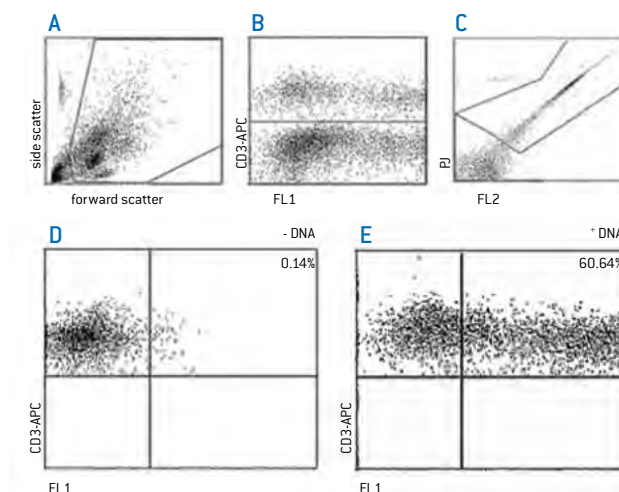 A
B
C
side scatter
forward scatter
CD3-APC
FL1
PJ
FL2
D
- DNA
0.14%
CD3-APC
FL1
E
+ DNA
60.64%
CD3-APC
FL1